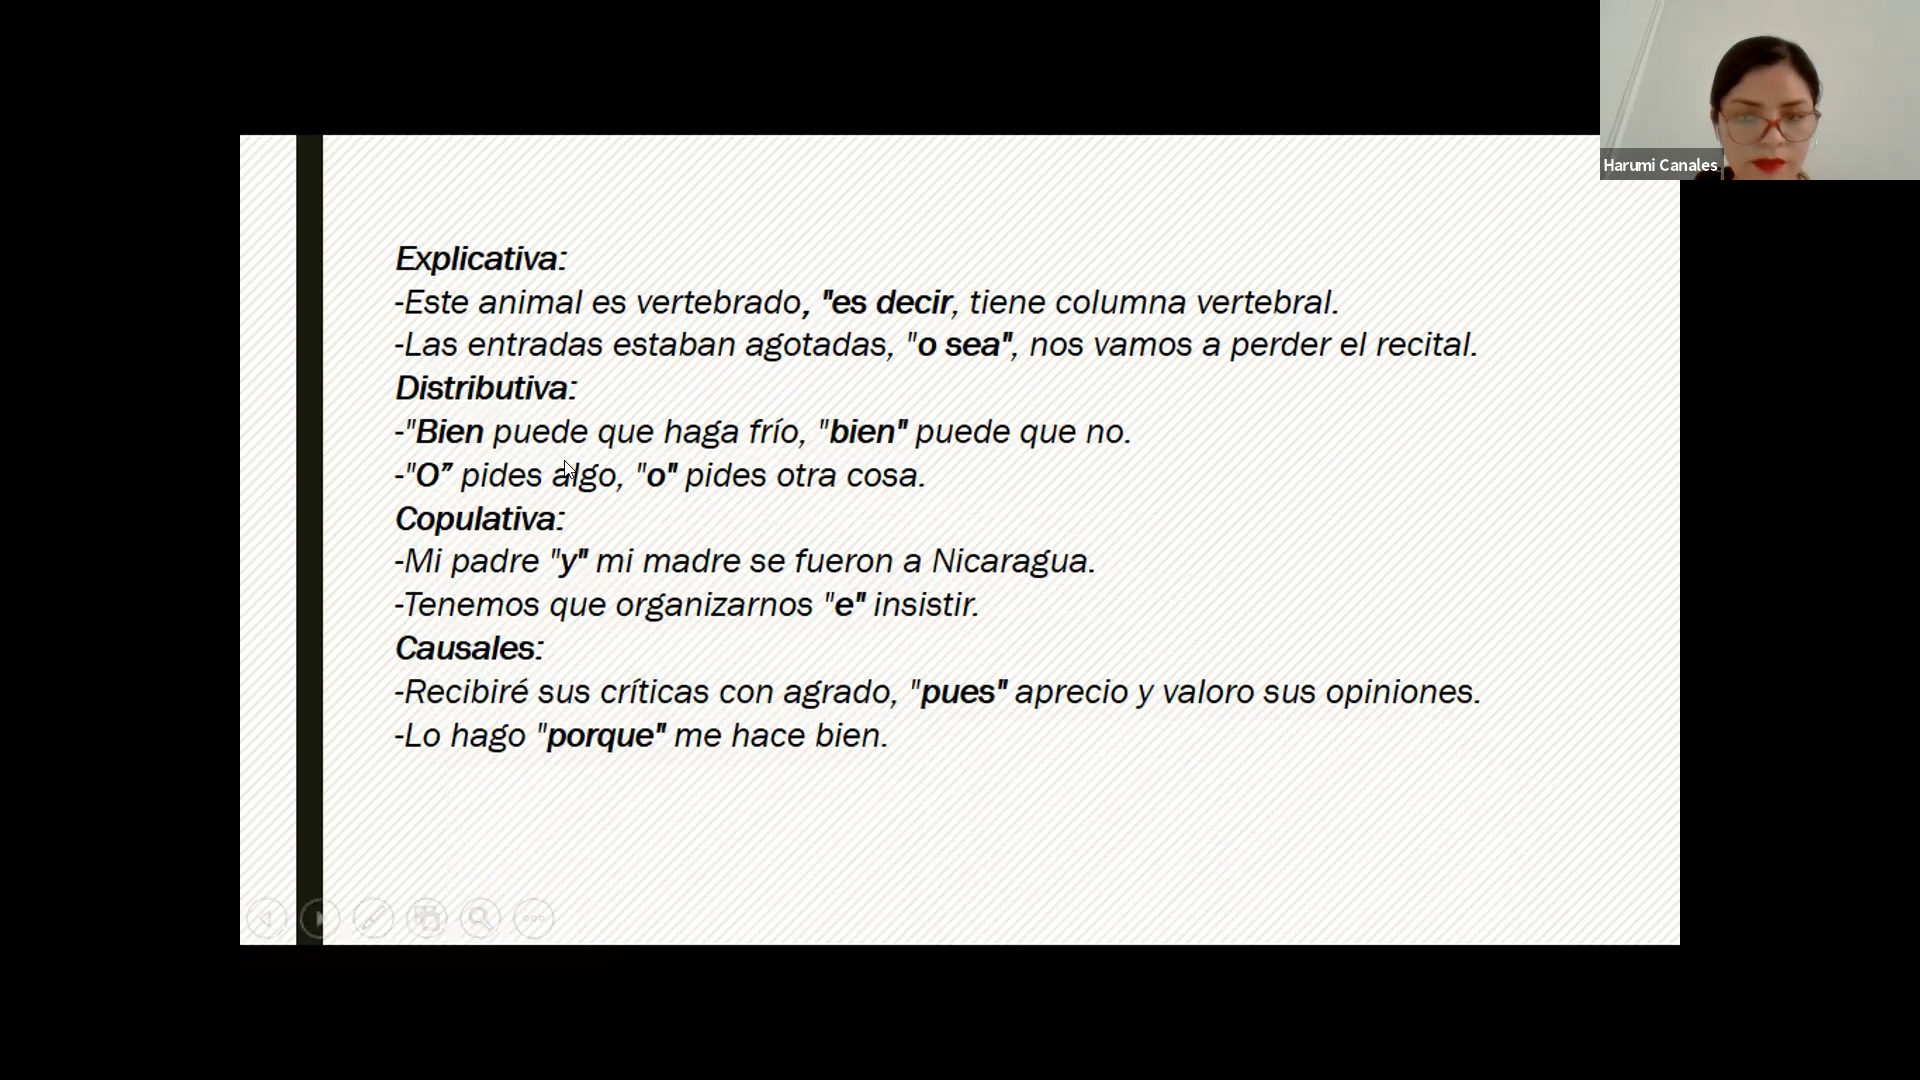 Harumi Canales
Explicativa:
-Este animal es vertebrado, "es decir, tiene columna vertebral.
-Las entradas estaban agotadas, "o sea", nos vamos a perder el recital.
Distributiva:
-"Bien puede que haga frío, "bien" puede que no.
-"O” pides algo, "o" pides otra cosa.
Copulativa:
-Mi padre "y" mi madre se fueron a Nicaragua.
-Tenemos que organizarnos "e" insistir.
Causales:
-Recibiré sus críticas con agrado, "pues" aprecio y valoro sus opiniones.
-Lo hago "porque" me hace bien.